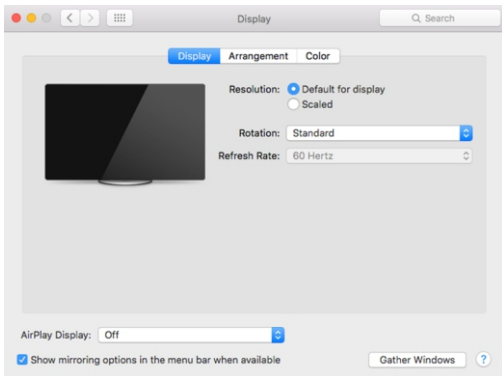 Display
Search
Display Arrangement Color
Resolution: Default for display
Scaled
Rotation: Standard
Refresh Rate: 60 Hertz
AirPlay Display: Off
Show mirroring options in the menu bar when available
Gather Windows ?